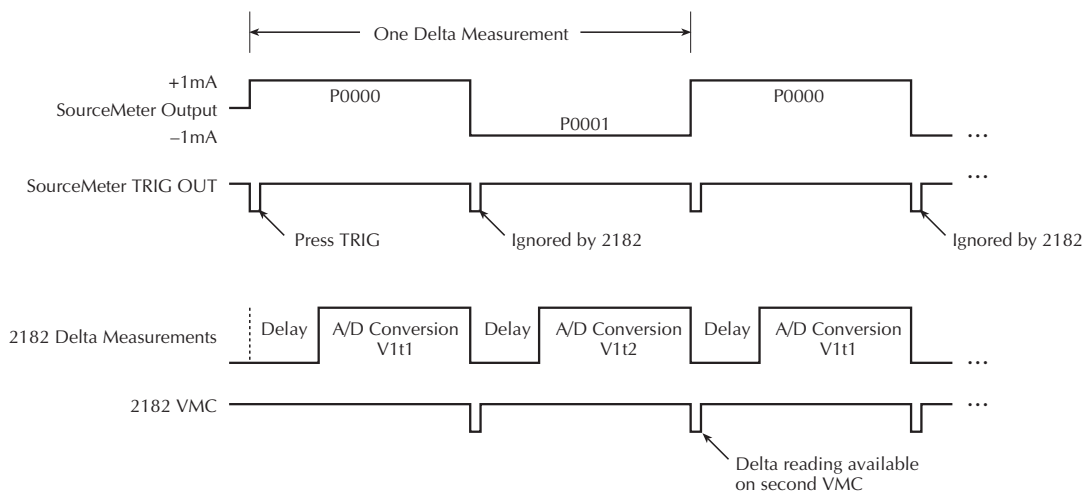 One Delta Measurement
+1mA
P0000
P0000
SourceMeter Output
P0001
–1mA
...
SourceMeter TRIG OUT
...
Press TRIG
Ignored by 2182
Ignored by 2182
2182 Delta Measurements
Delay
A/D Conversion
V1t1
Delay
A/D Conversion
V1t2
Delay
A/D Conversion
V1t1
...
2182 VMC
...
Delta reading available
on second VMC